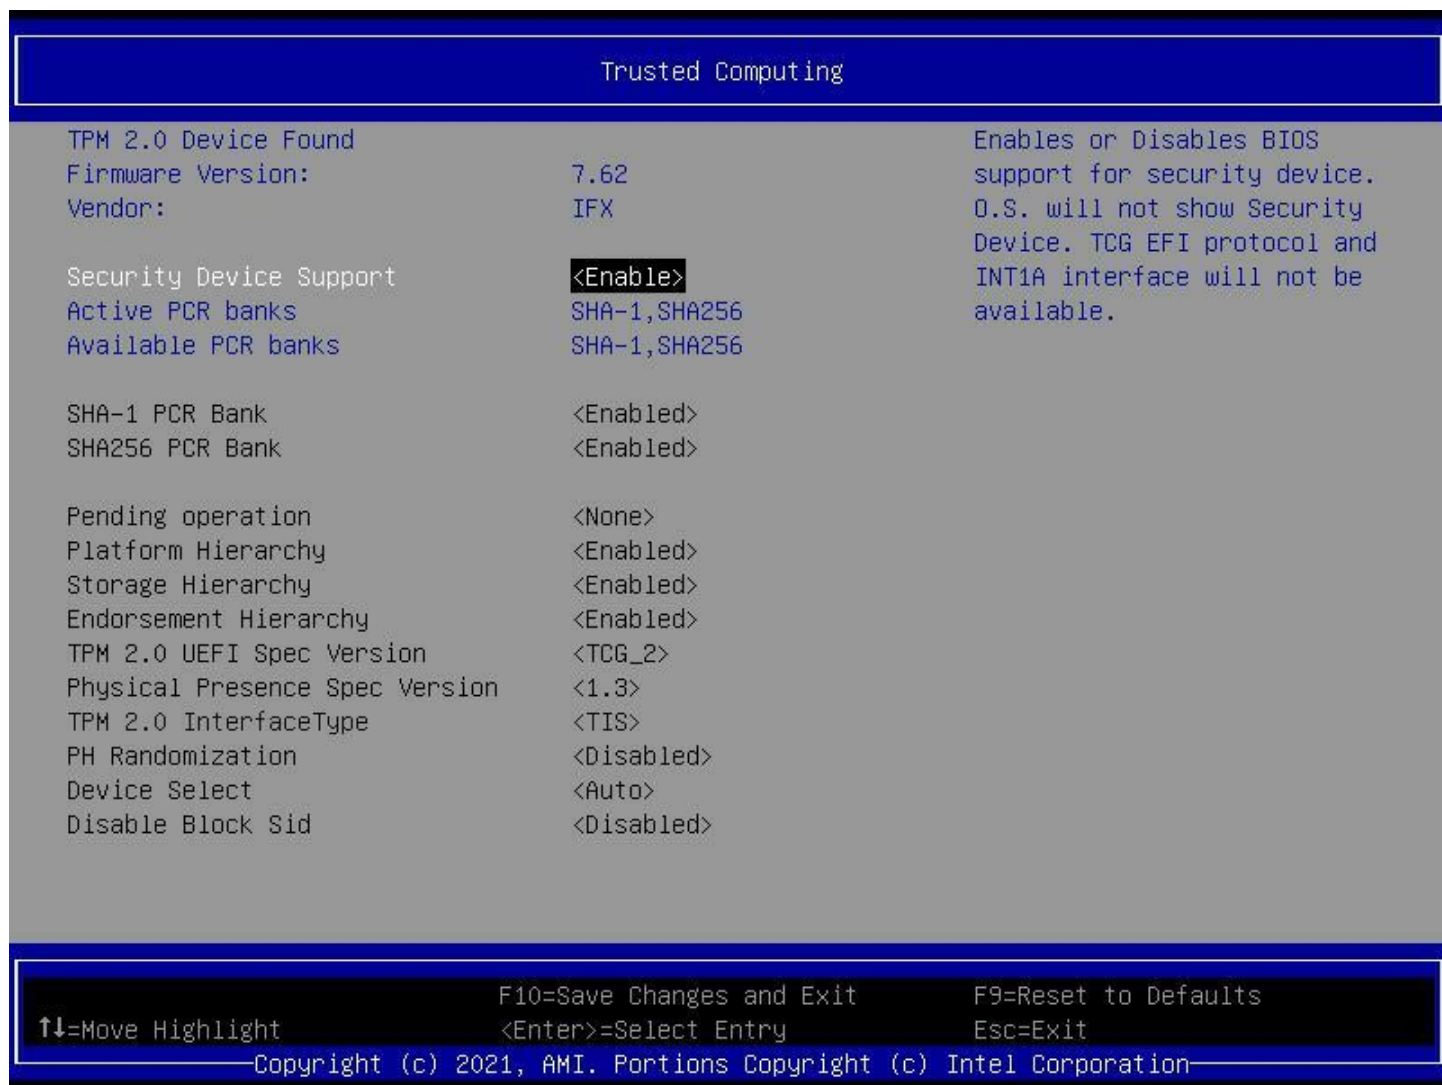 Trusted Computing
TPM 2.0 Device Found
Firmware Version: 7.62
Vendor: IFX
Security Device Support <Enable>
Active PCR banks SHA-1,SHA256
Available PCR banks SHA-1,SHA256
SHA-1 PCR Bank <Enabled>
SHA256 PCR Bank <Enabled>
Pending operation <None>
Platform Hierarchy <Enabled>
Storage Hierarchy <Enabled>
Endorsement Hierarchy <Enabled>
TPM 2.0 UEFI Spec Version <TCG_2>
Physical Presence Spec Version <1.3>
TPM 2.0 InterfaceType <TIS>
PH Randomization <Disabled>
Device Select <Auto>
Disable Block Sid <Disabled>
Enables or Disables BIOS
support for security device.
O.S. will not show Security
Device. TCG EFI protocol and
INT1A interface will not be
available.
F10=Save Changes and Exit F9=Reset to Defaults
↑↓=Move Highlight <Enter>=Select Entry Esc=Exit
Copyright (c) 2021, AMI. Portions Copyright (c) Intel Corporation